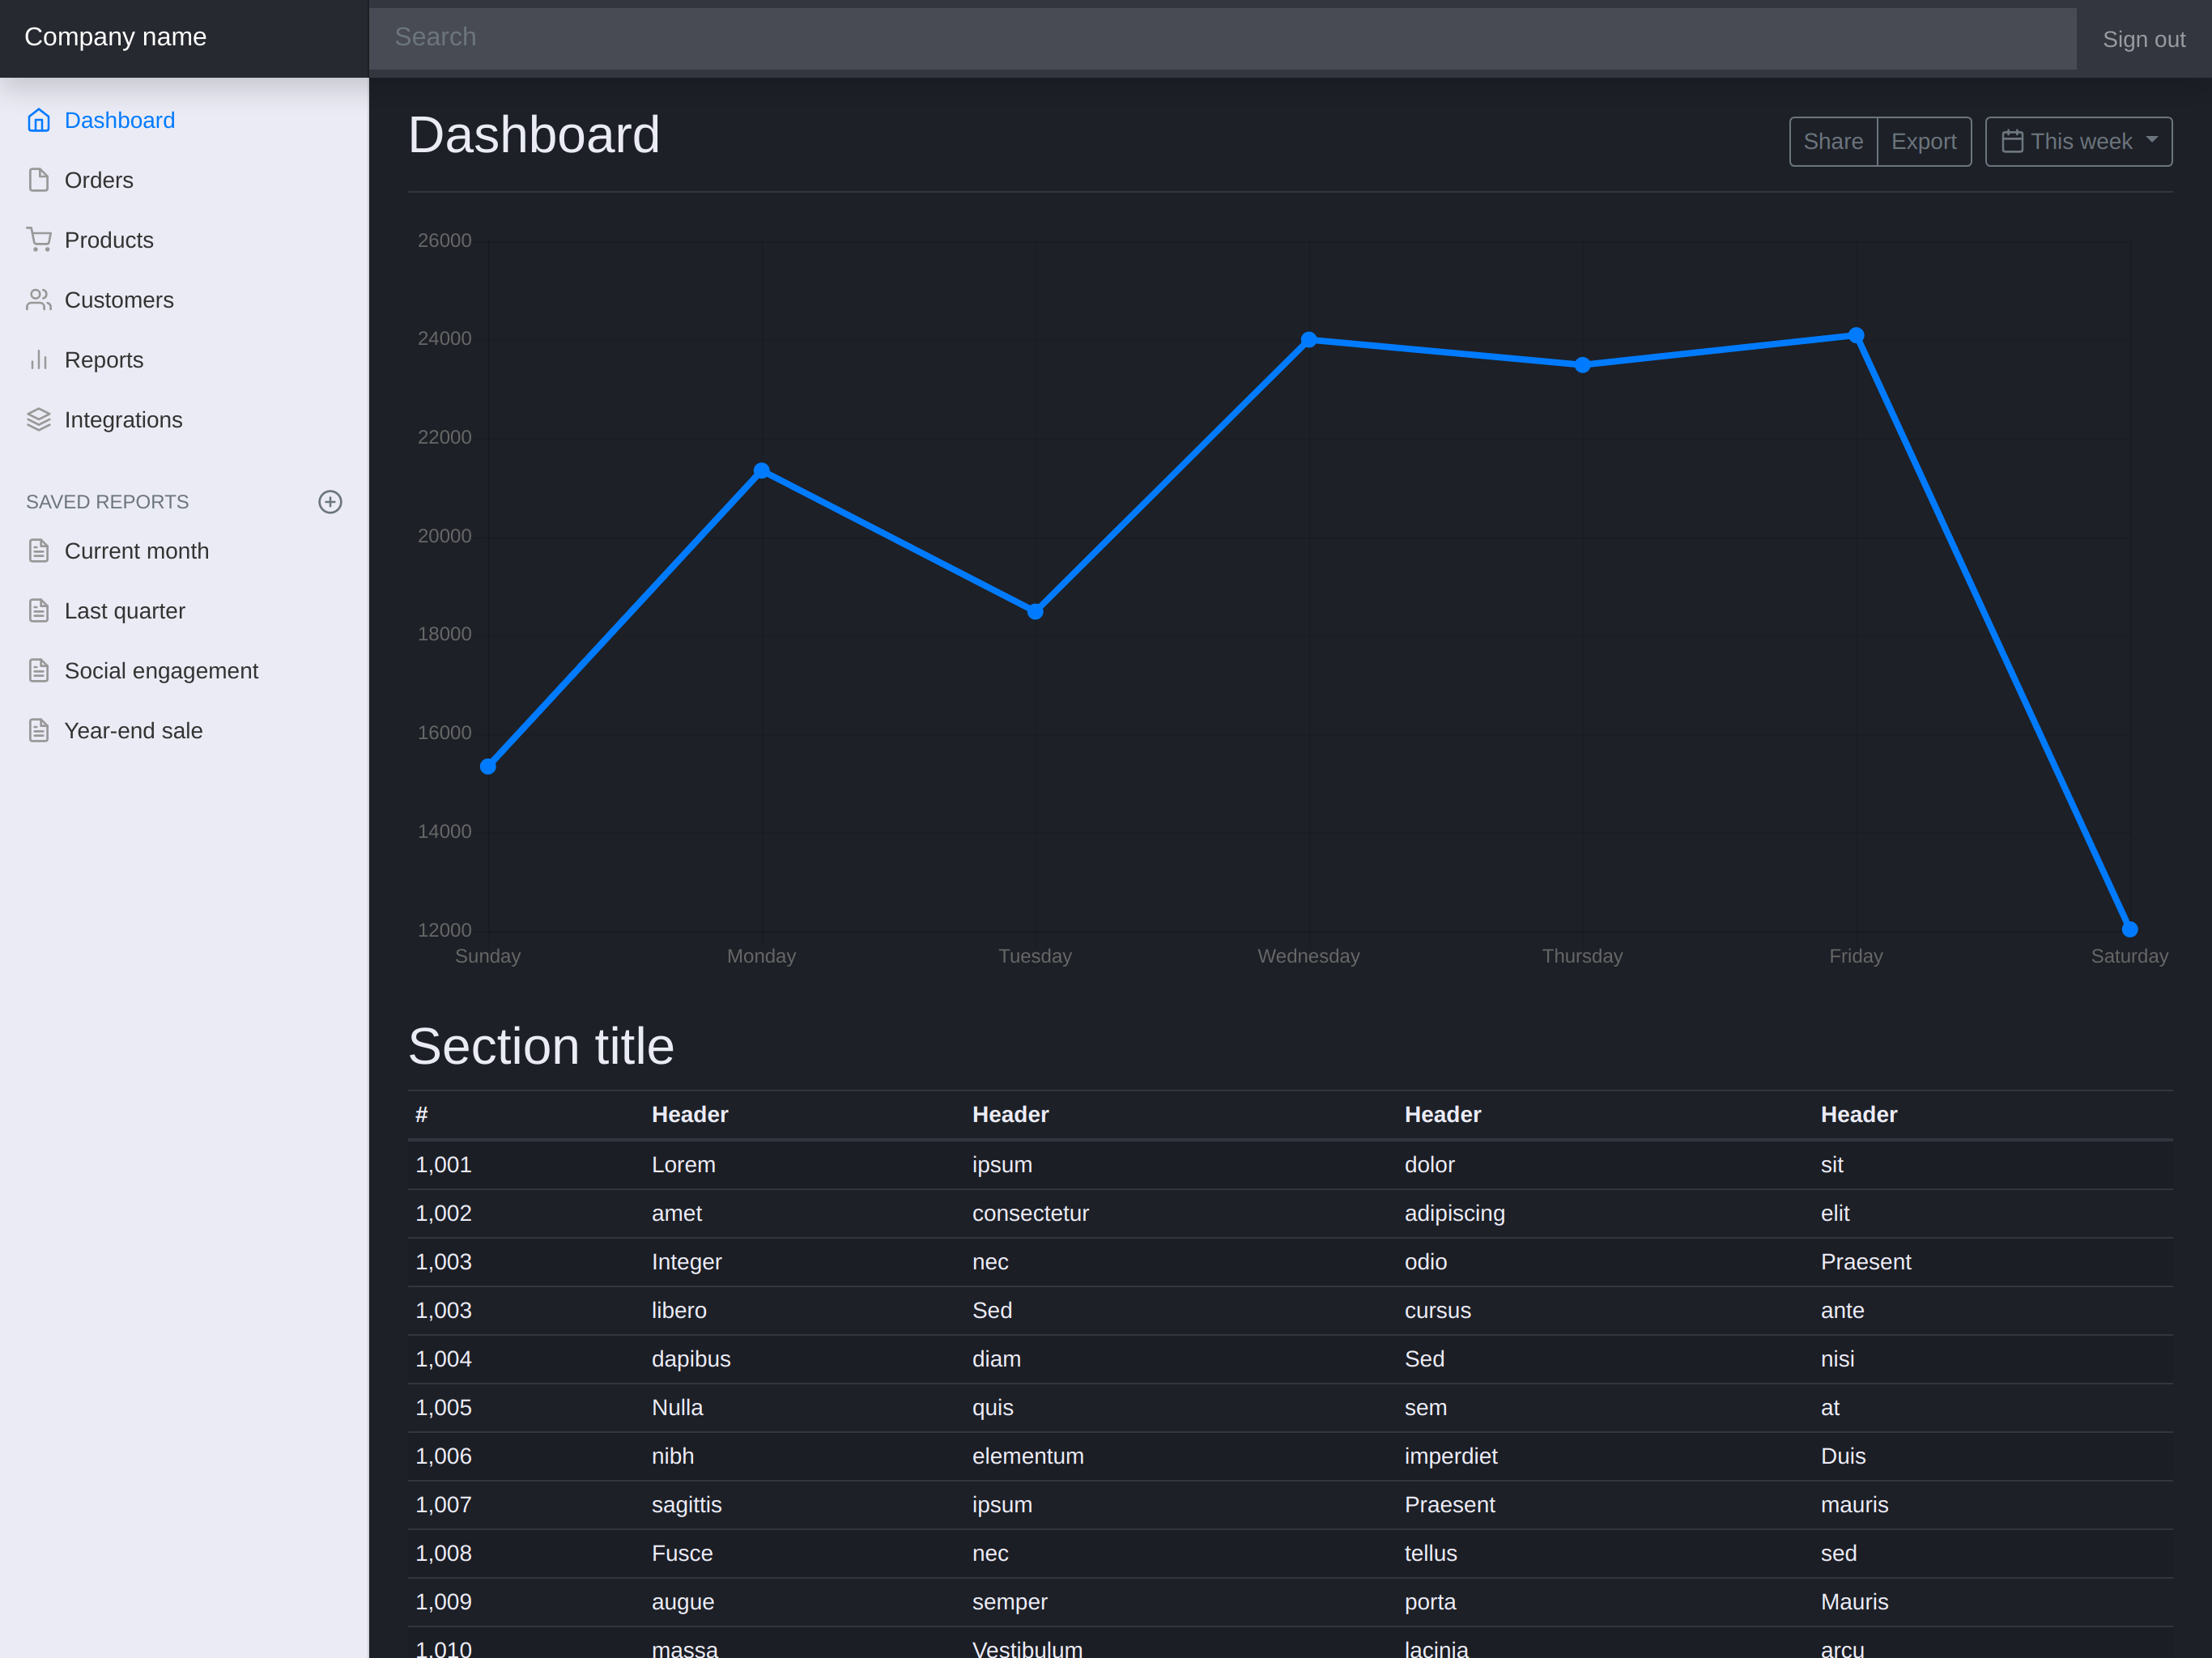 Company name
Search
Sign out
Dashboard
Orders
Products
Customers
Reports
Integrations
SAVED REPORTS
Current month
Last quarter
Social engagement
Year-end sale
Dashboard
Share
Export
This week
26000
24000
22000
20000
18000
16000
14000
12000
Sunday Monday Tuesday Wednesday Thursday Friday Saturday
Section title
# Header Header Header Header
1,001 Lorem ipsum dolor sit
1,002 amet consectetur adipiscing elit
1,003 Integer nec odio Praesent
1,003 libero Sed cursus ante
1,004 dapibus diam Sed nisi
1,005 Nulla quis sem at
1,006 nibh elementum imperdiet Duis
1,007 sagittis ipsum Praesent mauris
1,008 Fusce nec tellus sed
1,009 augue semper porta Mauris
1,010 massa Vestibulum lacinia arcu